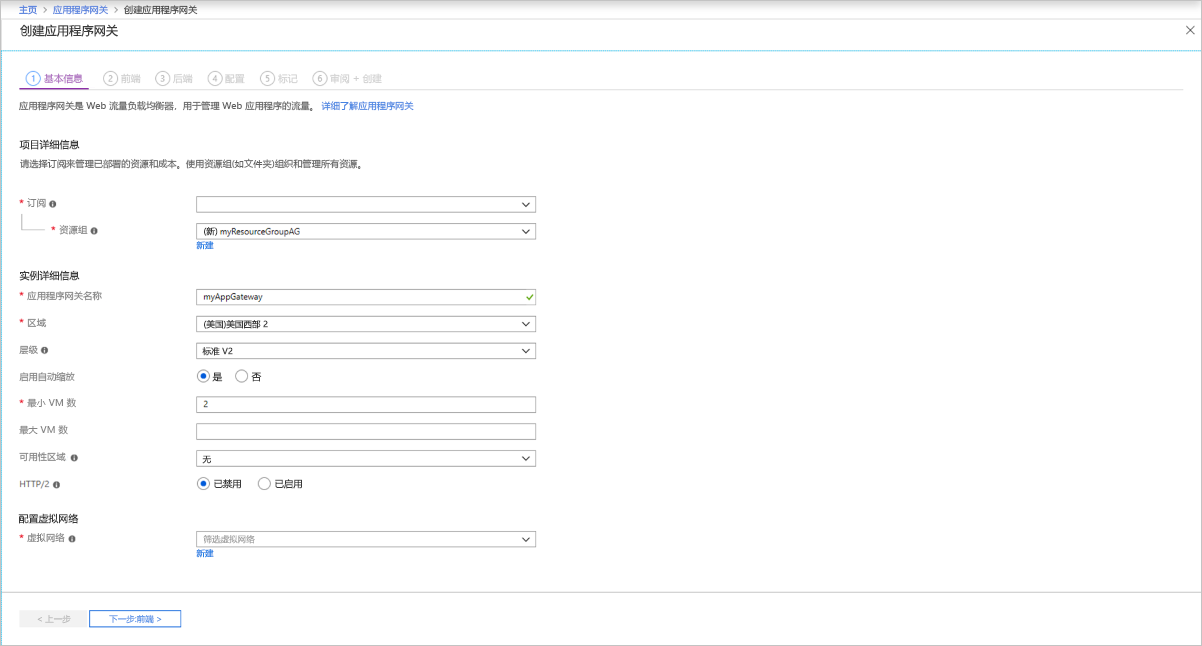 主页 > 应用程序网关 > 创建应用程序网关
创建应用程序网关
1 基本信息 2 前端 3 后端 4 配置 5 标记 6 审阅 + 创建
应用程序网关是 Web 流量负载均衡器，用于管理 Web 应用程序的流量。 详细了解应用程序网关
项目详细信息
请选择订阅来管理已部署的资源和成本。使用资源组(如文件夹)组织和管理所有资源。
* 订阅
* 资源组 (新) myResourceGroupAG
新建
实例详细信息
* 应用程序网关名称 myAppGateway
* 区域 (美国)美国西部 2
层级 标准 V2
启用自动缩放 是 否
* 最小 VM 数 2
最大 VM 数
可用性区域 无
HTTP/2 已禁用 已启用
配置虚拟网络
* 虚拟网络 筛选虚拟网络
新建
< 上一步 下一步:前端 >